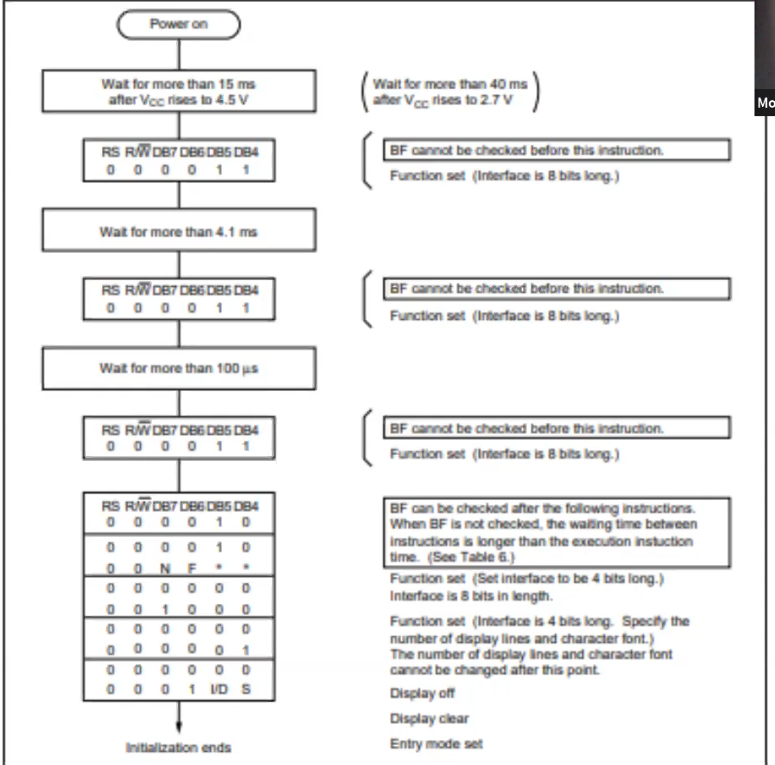 Power on
Wait for more than 15 ms
after VCC rises to 4.5 V
Wait for more than 40 ms
after VCC rises to 2.7 V
Mo
RS R/W DB7 DB6 DB5 DB4
0 0 0 0 1 1
BF cannot be checked before this instruction.
Function set (Interface is 8 bits long.)
Wait for more than 4.1 ms
RS R/W DB7 DB6 DB5 DB4
0 0 0 0 1 1
BF cannot be checked before this instruction.
Function set (Interface is 8 bits long.)
Wait for more than 100 µs
RS R/W DB7 DB6 DB5 DB4
0 0 0 0 1 1
BF cannot be checked before this instruction.
Function set (Interface is 8 bits long.)
RS R/W DB7 DB6 DB5 DB4
0 0 0 0 1 0
0 0 0 0 1 0
0 0 N F * *
0 0 0 0 0 0
0 0 1 0 0 0
0 0 0 0 0 0
0 0 0 0 0 1
0 0 0 0 0 0
0 0 0 1 I/D S
Initialization ends
BF can be checked after the following instructions.
When BF is not checked, the waiting time between
instructions is longer than the execution instuction
time. (See Table 6.)
Function set (Set interface to be 4 bits long.)
Interface is 8 bits in length.
Function set (Interface is 4 bits long. Specify the
number of display lines and character font.)
The number of display lines and character font
cannot be changed after this point.
Display off
Display clear
Entry mode set